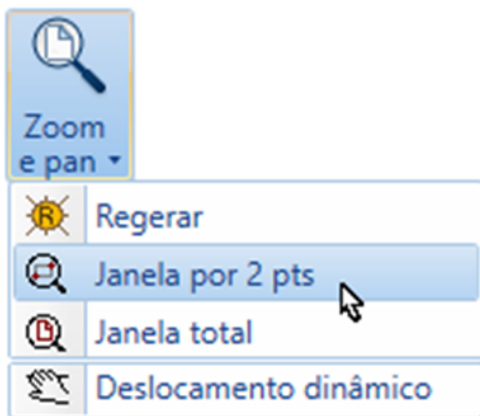 Zoom
e pan
R
Regerar
Janela por 2 pts
Janela total
Deslocamento dinâmico